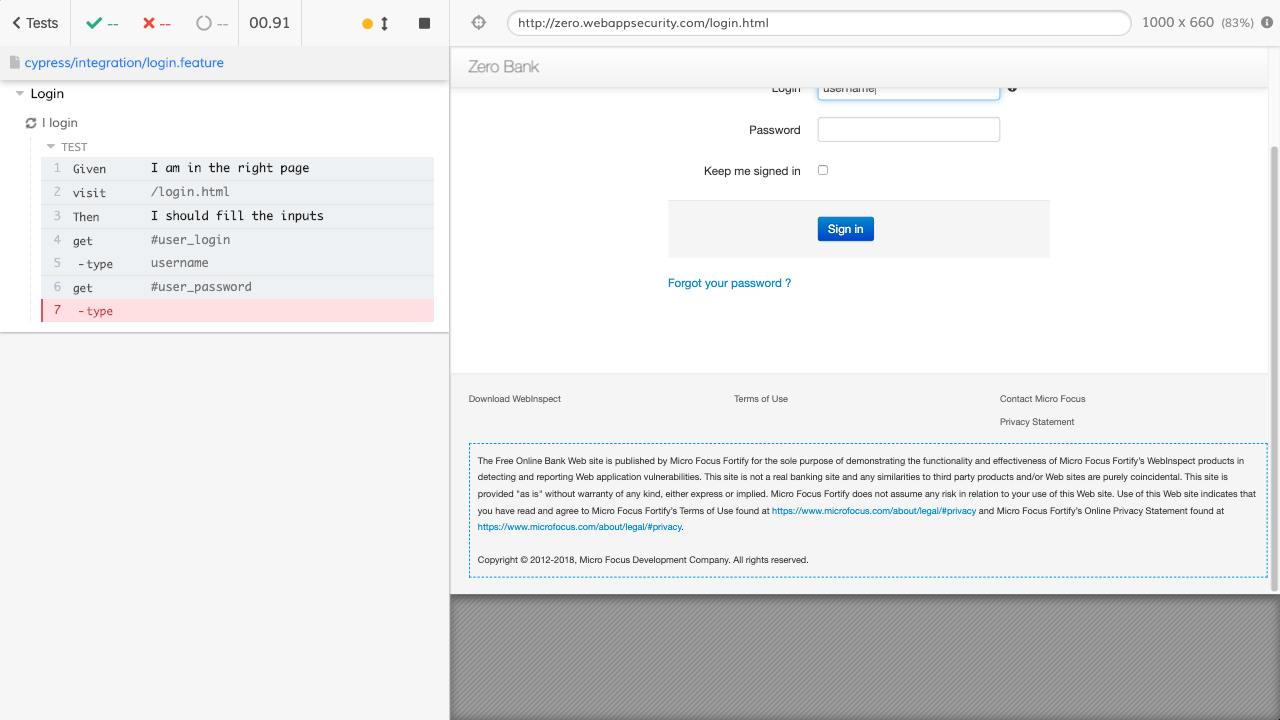 Tests -- -- -- 00.91
cypress/integration/login.feature
Login
I login
TEST
1 Given I am in the right page
2 visit /login.html
3 Then I should fill the inputs
4 get #user_login
5 -type username
6 get #user_password
7 -type
http://zero.webappsecurity.com/login.html 1000 x 660 (83%)
Zero Bank
Login username
Password
Keep me signed in
Sign in
Forgot your password ?
Download WebInspect Terms of Use Contact Micro Focus
Privacy Statement
The Free Online Bank Web site is published by Micro Focus Fortify for the sole purpose of demonstrating the functionality and effectiveness of Micro Focus Fortify's WebInspect products in
detecting and reporting Web application vulnerabilities. This site is not a real banking site and any similarities to third party products and/or Web sites are purely coincidental. This site is
provided "as is" without warranty of any kind, either express or implied. Micro Focus Fortify does not assume any risk in relation to your use of this Web site. Use of this Web site indicates that
you have read and agree to Micro Focus Fortify's Terms of Use found at https://www.microfocus.com/about/legal/#privacy and Micro Focus Fortify's Online Privacy Statement found at
https://www.microfocus.com/about/legal/#privacy.
Copyright © 2012-2018, Micro Focus Development Company. All rights reserved.